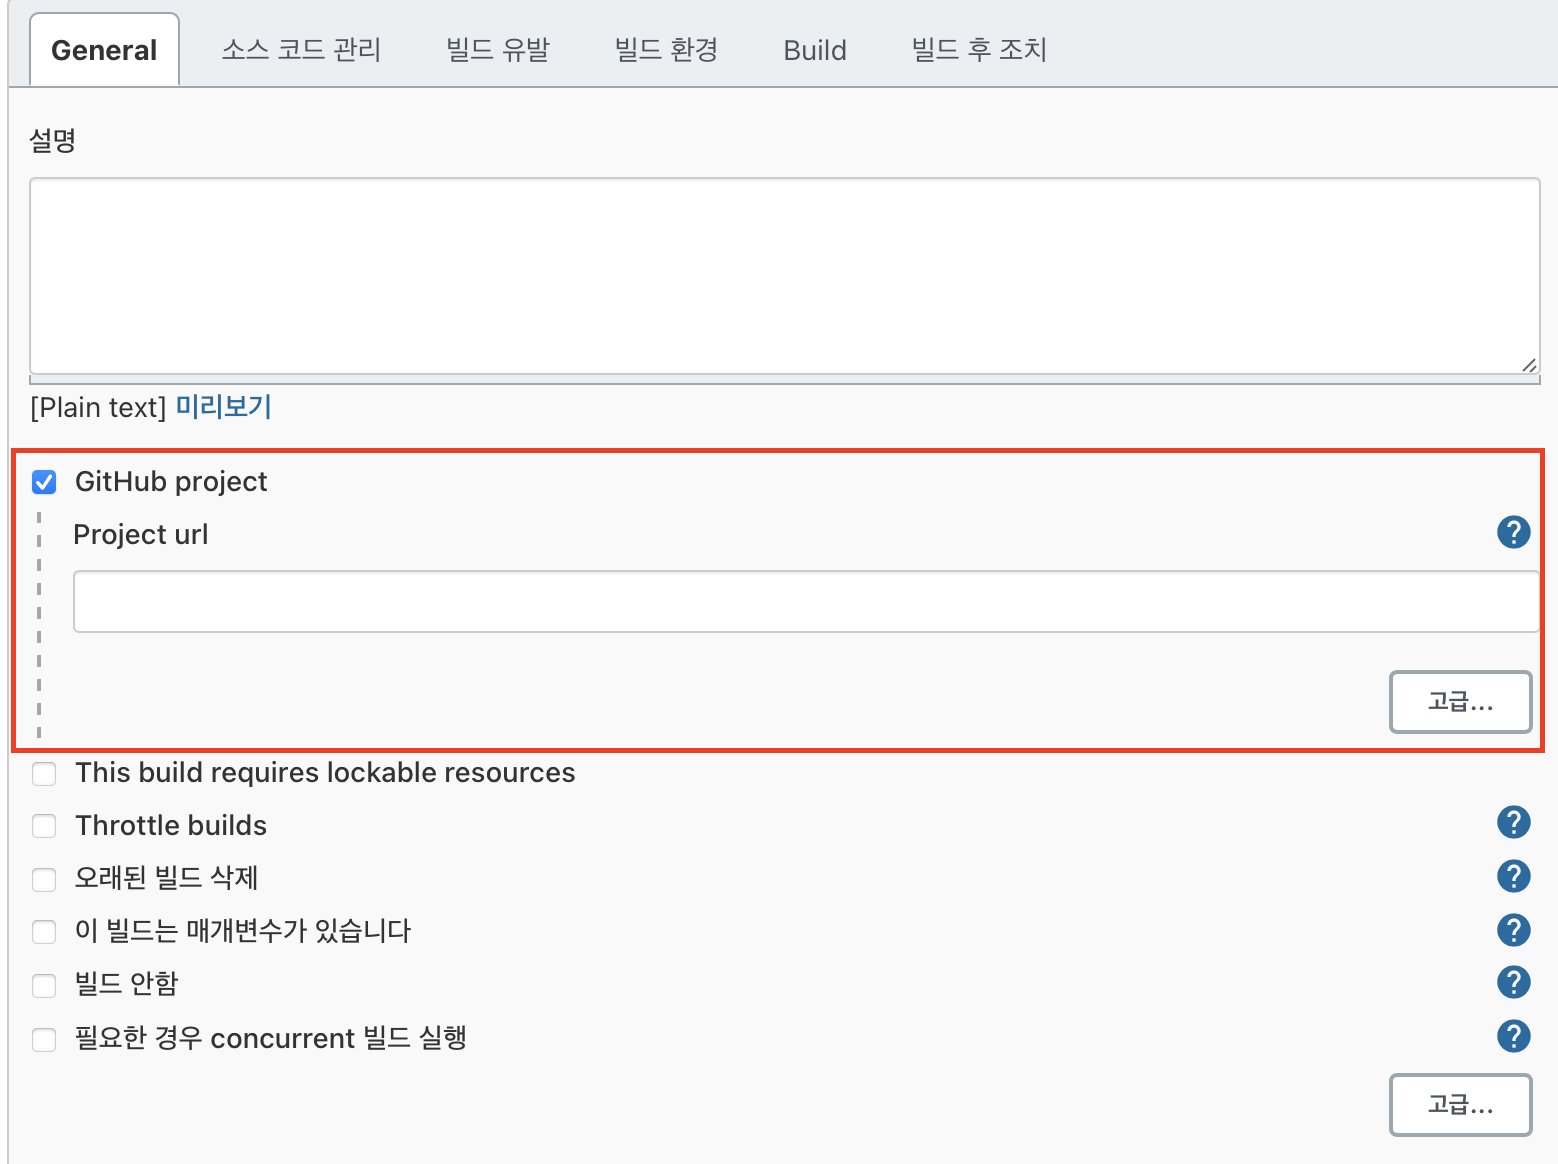 General 소스 코드 관리 빌드 유발 빌드 환경 Build 빌드 후 조치
설명
[Plain text] 미리보기
GitHub project
Project url
?
고급...
This build requires lockable resources
Throttle builds ?
오래된 빌드 삭제 ?
이 빌드는 매개변수가 있습니다 ?
빌드 안함 ?
필요한 경우 concurrent 빌드 실행 ?
고급...